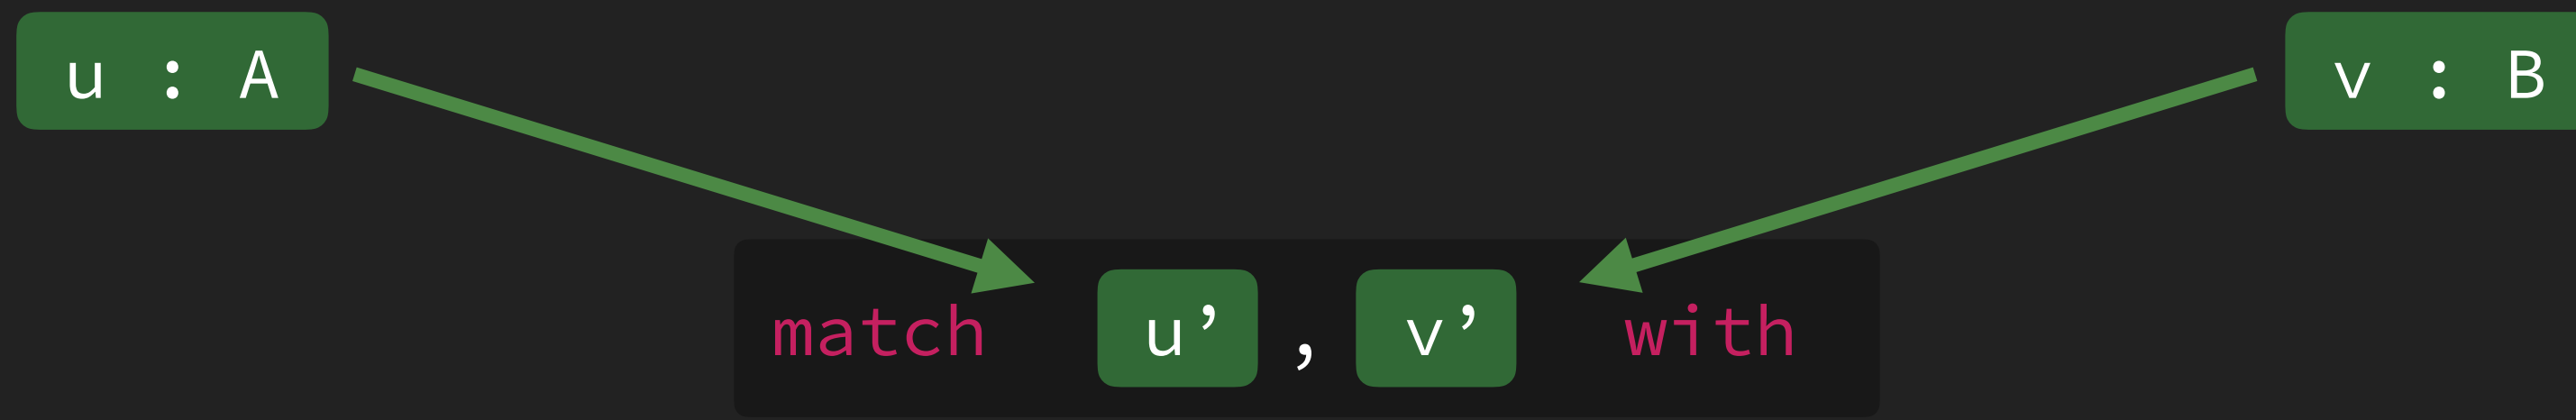 u : A
v : B
match u’ , v’ with